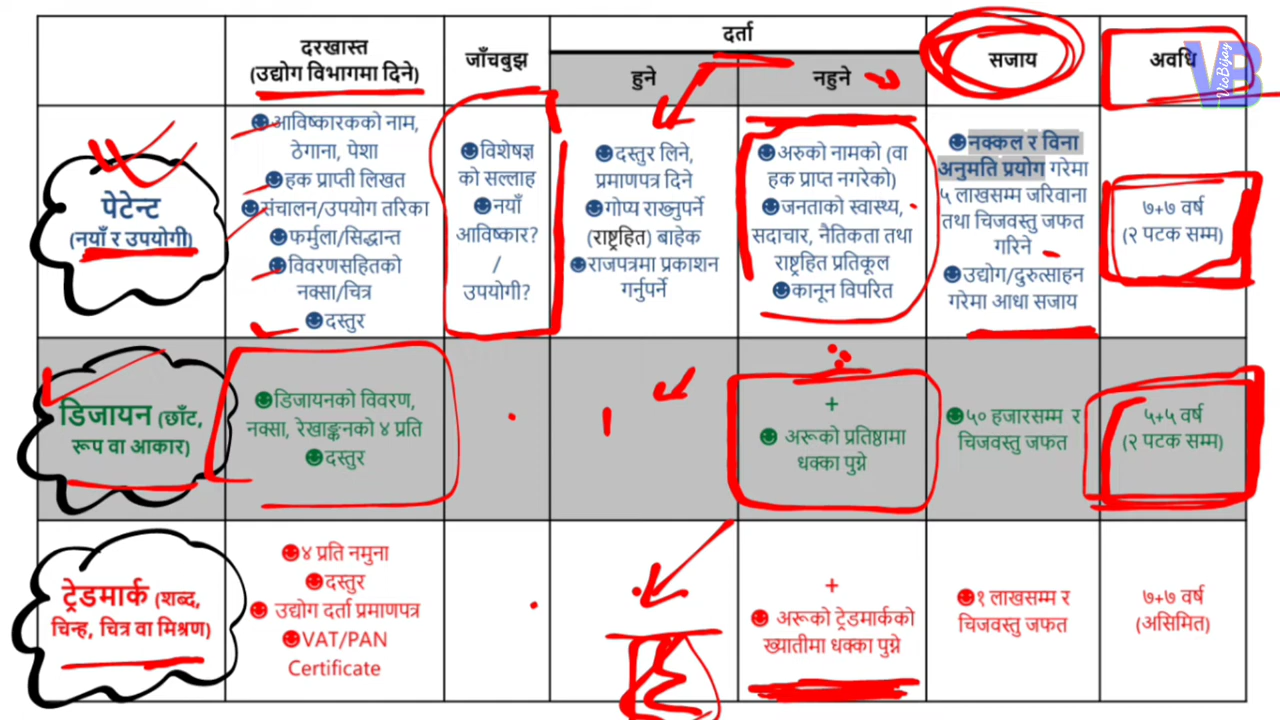 दरखास्त
(उद्योग विभागमा दिने)
जाँचबुझ
दर्ता
हुने
नहुने
सजाय
अवधि
VB
VicBijay
पेटेन्ट
(नयाँ र उपयोगी)
आविष्कारकको नाम,
ठेगाना, पेशा
हक प्राप्ती लिखत
संचालन/उपयोग तरिका
फर्मुला/सिद्धान्त
विवरणसहितको
नक्सा/चित्र
दस्तुर
विशेषज्ञ
को सल्लाह
नयाँ
आविष्कार?
/
उपयोगी?
दस्तुर लिने,
प्रमाणपत्र दिने
गोप्य राख्नुपर्ने
(राष्ट्रहित) बाहेक
राजपत्रमा प्रकाशन
गर्नुपर्ने
अरुको नामको (वा
हक प्राप्त नगरेको)
जनताको स्वास्थ्य,
सदाचार, नैतिकता तथा
राष्ट्रहित प्रतिकूल
कानून विपरित
नक्कल र विना
अनुमति प्रयोग गरेमा
५ लाखसम्म जरिवाना
तथा चिजवस्तु जफत
गरिने
उद्योग/दुरुत्साहन
गरेमा आधा सजाय
७+७ वर्ष
(२ पटक सम्म)
डिजायन (छाँट,
रूप वा आकार)
डिजायनको विवरण,
नक्सा, रेखाङ्कनको ४ प्रति
दस्तुर
+
अरूको प्रतिष्ठामा
धक्का पुग्ने
५० हजारसम्म र
चिजवस्तु जफत
५+५ वर्ष
(२ पटक सम्म)
ट्रेडमार्क (शब्द,
चिन्ह, चित्र वा मिश्रण)
४ प्रति नमुना
दस्तुर
उद्योग दर्ता प्रमाणपत्र
VAT/PAN
Certificate
+
अरूको ट्रेडमार्कको
ख्यातीमा धक्का पुग्ने
१ लाखसम्म र
चिजवस्तु जफत
७+७ वर्ष
(असिमित)